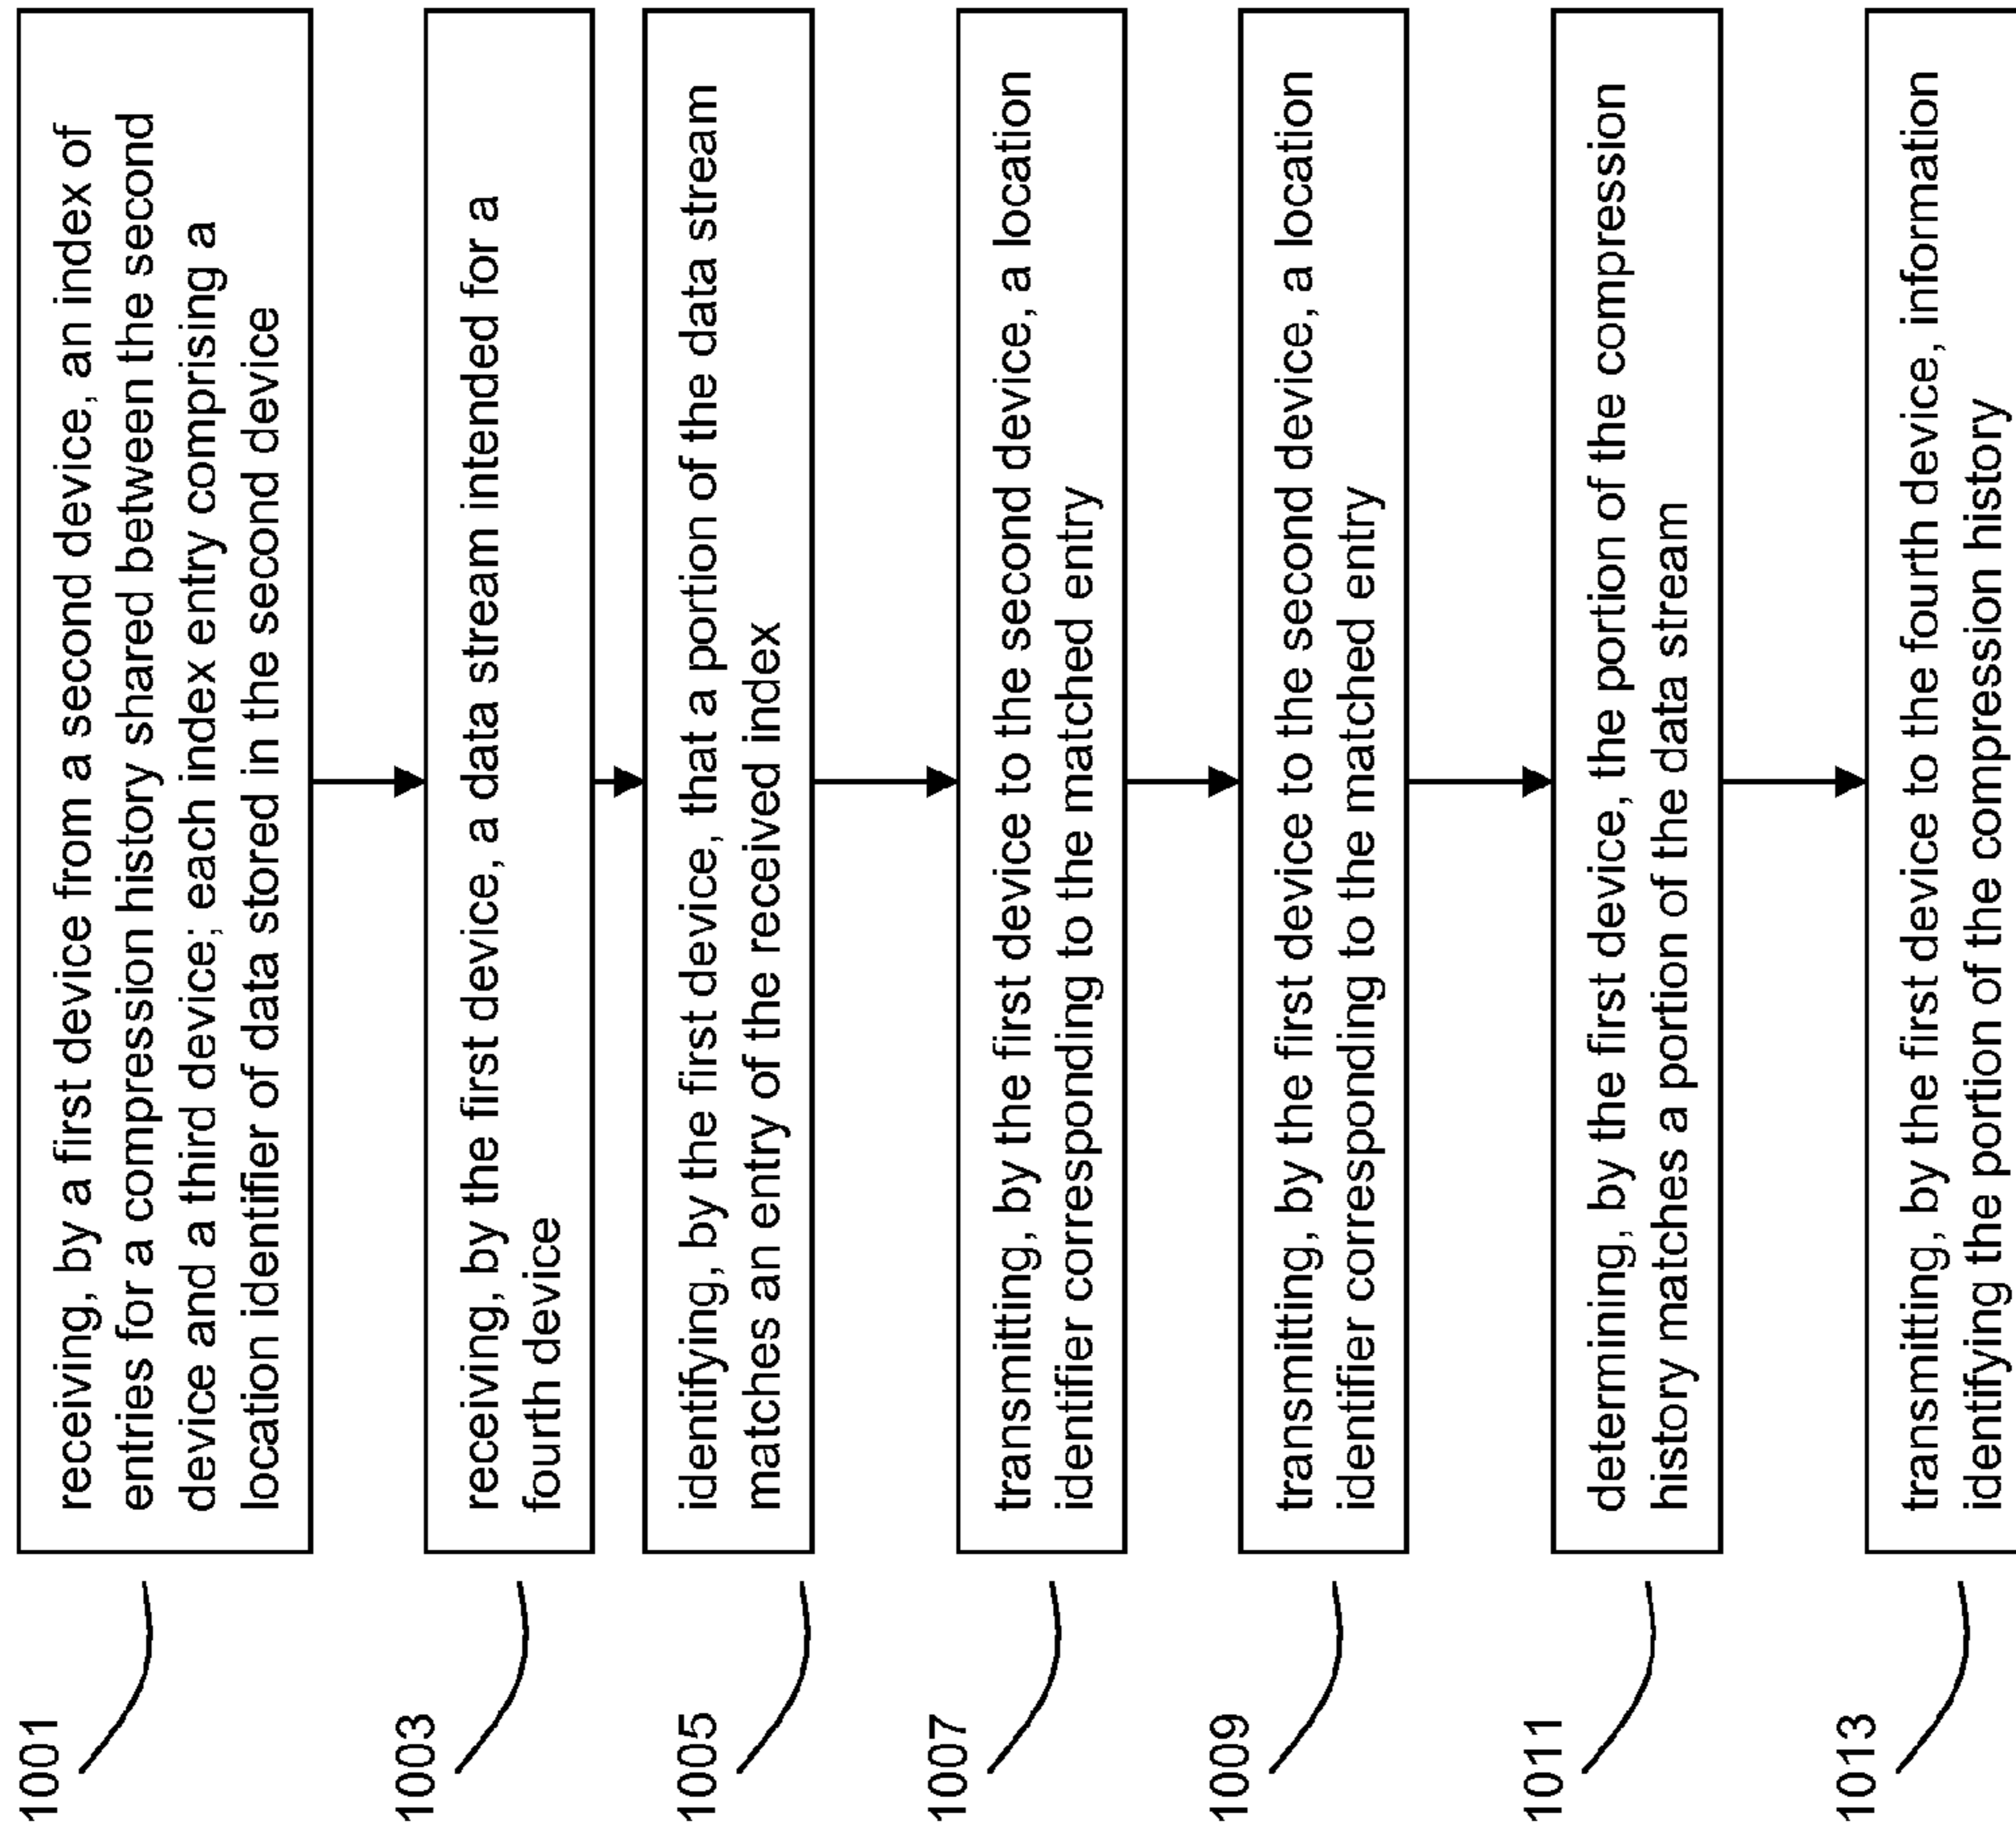 1001
receiving, by a first device from a second device, an index of
entries for a compression history shared between the second
device and a third device; each index entry comprising a
location identifier of data stored in the second device
1003
receiving, by the first device, a data stream intended for a
fourth device
1005
identifying, by the first device, that a portion of the data stream
matches an entry of the received index
1007
transmitting, by the first device to the second device, a location
identifier corresponding to the matched entry
1009
transmitting, by the first device to the second device, a location
identifier corresponding to the matched entry
1011
determining, by the first device, the portion of the compression
history matches a portion of the data stream
1013
transmitting, by the first device to the fourth device, information
identifying the portion of the compression history